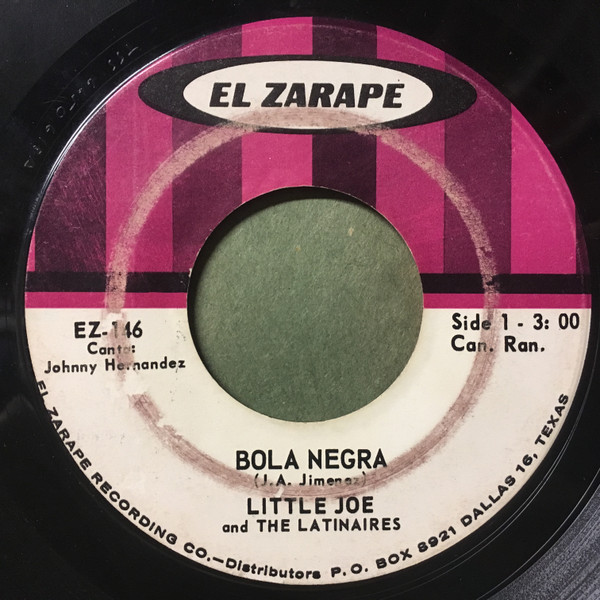 EL ZARAPE
EZ-146
Canta:
Johnny Hernandez
Side 1 - 3: 00
Can. Ran.
BOLA NEGRA
(J.A. Jimenez)
LITTLE JOE
and THE LATINAIRES
EL ZARAPE RECORDING CO.—Distributors P.O. BOX 8921 DALLAS 16, TEXAS